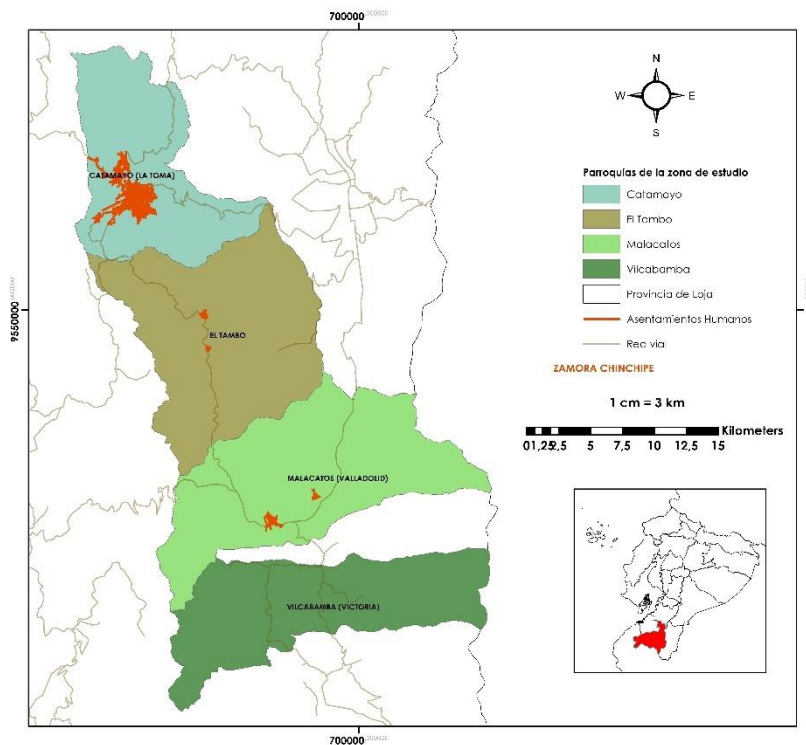 700000,000000
N
W E
S
CATAMAYO (LA TOMA)
Parroquias de la zona de estudio
Catamayo
El Tambo
Malacatos
Vilcabamba
Provincia de Loja
Asentamientos Humanos
Red vial
ZAMORA CHINCHIPE
9550000
EL TAMBO
1 cm = 3 km
Kilometers
0 1,25 2,5 5 7,5 10 12,5 15
MALACATOS (VALLADOLID)
VILCABAMBA (VICTORIA)
700000,000000